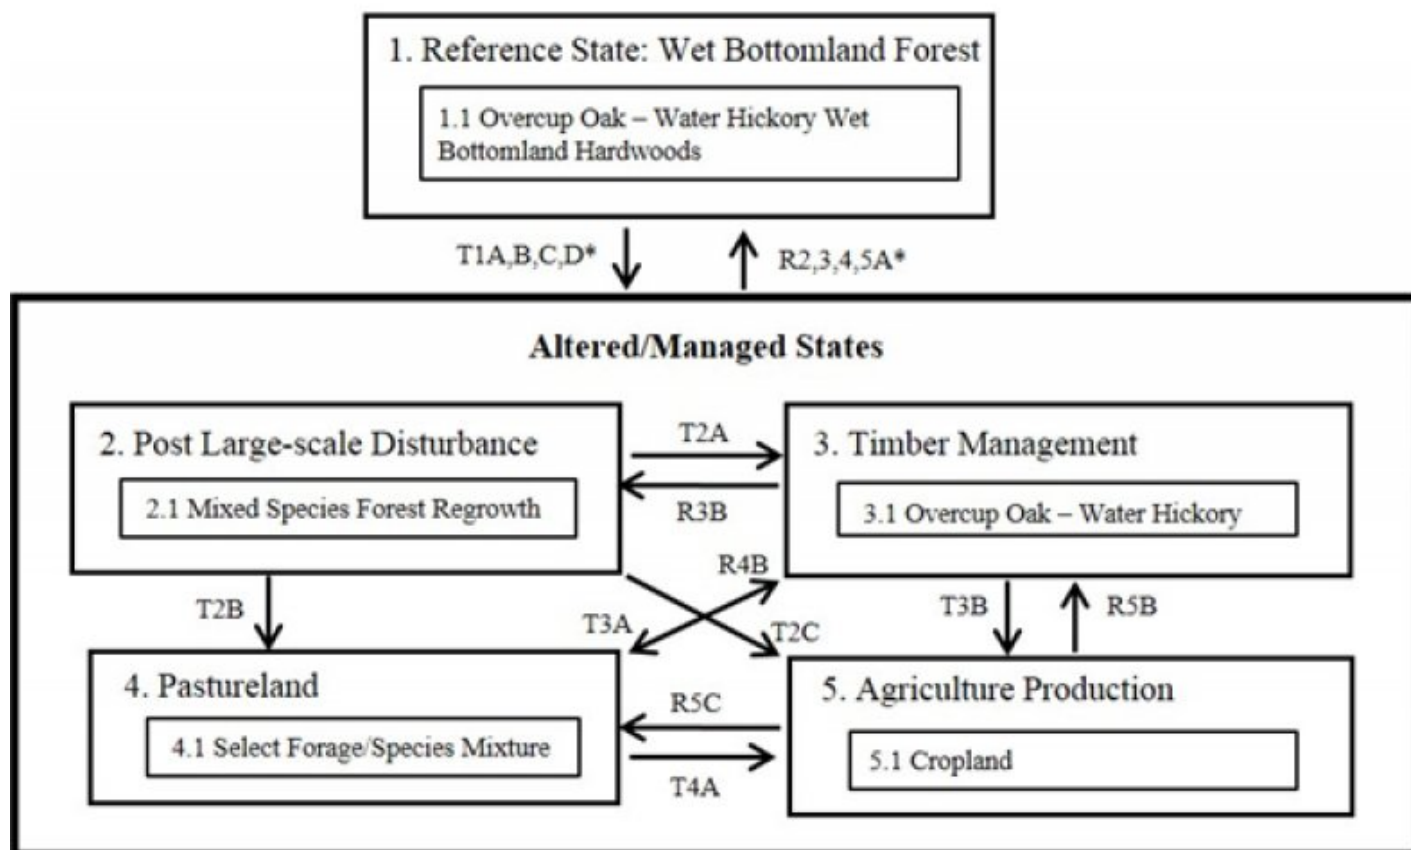 1. Reference State: Wet Bottomland Forest
1.1 Overcup Oak – Water Hickory Wet
Bottomland Hardwoods
T1A,B,C,D*
R2,3,4,5A*
Altered/Managed States
2. Post Large-scale Disturbance
2.1 Mixed Species Forest Regrowth
T2A
R3B
3. Timber Management
3.1 Overcup Oak – Water Hickory
T2B
R4B
T3A
T2C
T3B
R5B
4. Pastureland
4.1 Select Forage/Species Mixture
R5C
T4A
5. Agriculture Production
5.1 Cropland